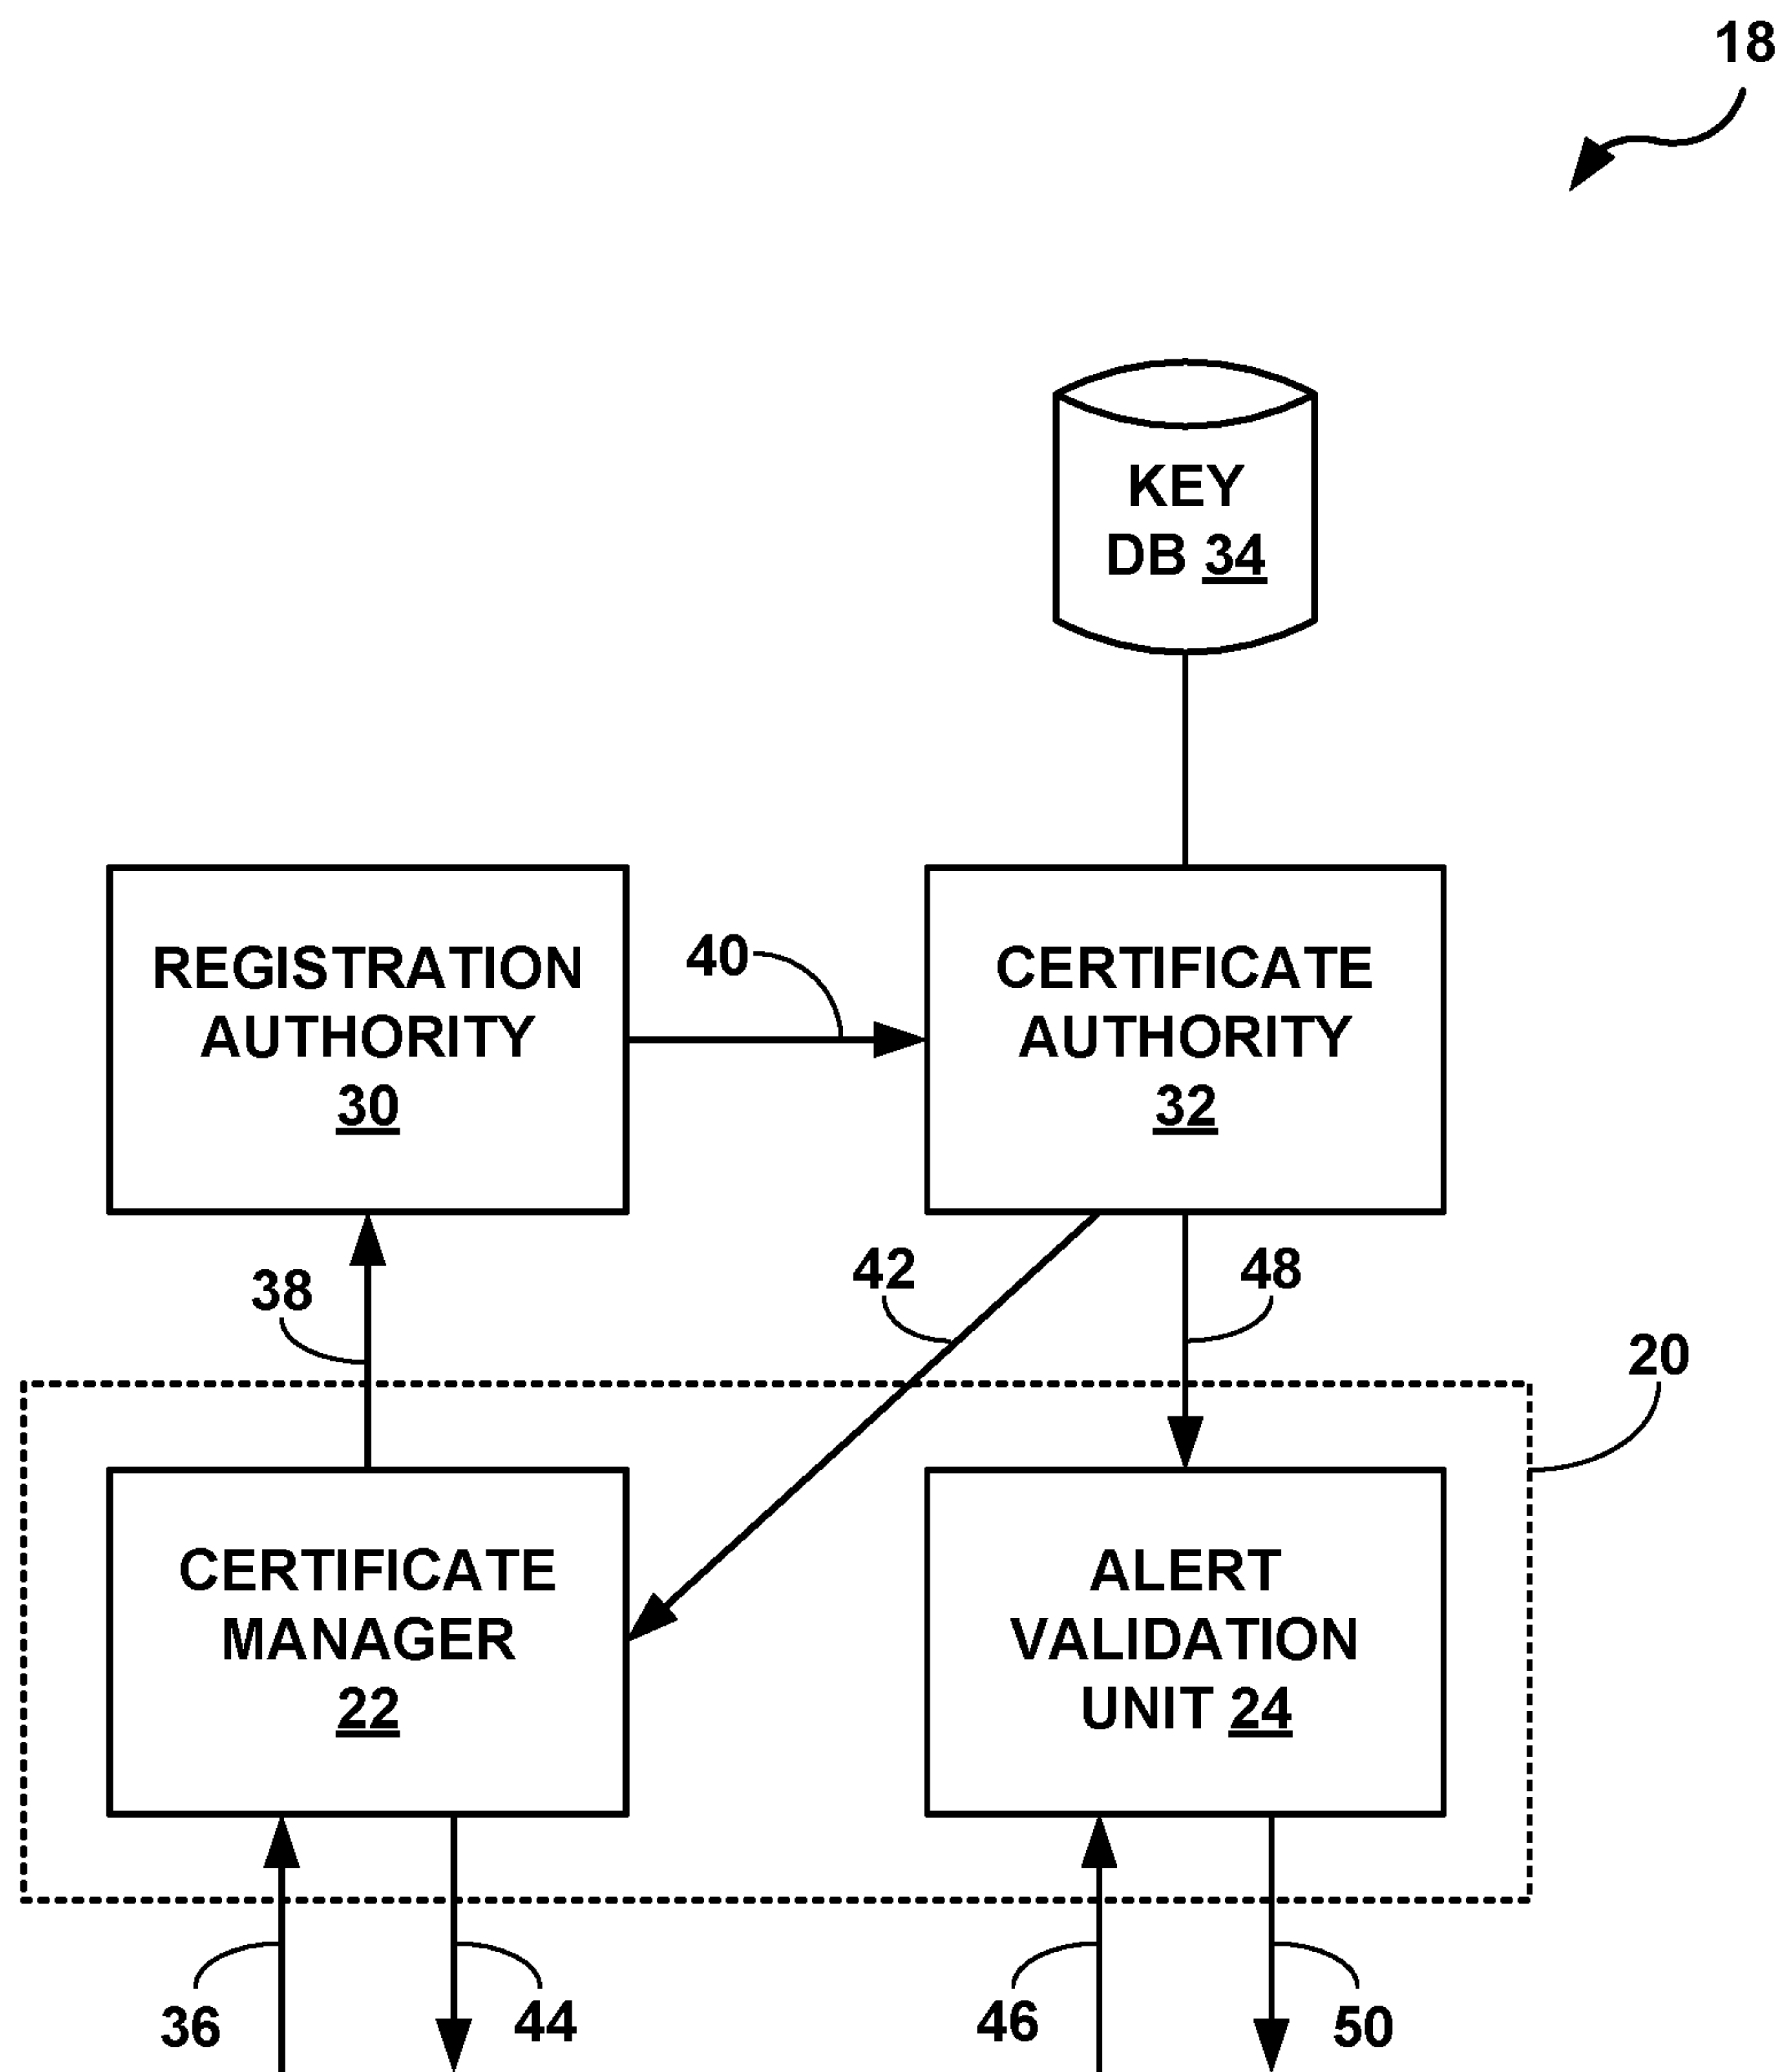 18
KEY
DB 34
REGISTRATION
AUTHORITY
30
40
CERTIFICATE
AUTHORITY
32
38
42
48
20
CERTIFICATE
MANAGER
22
ALERT
VALIDATION
UNIT 24
36
44
46
50